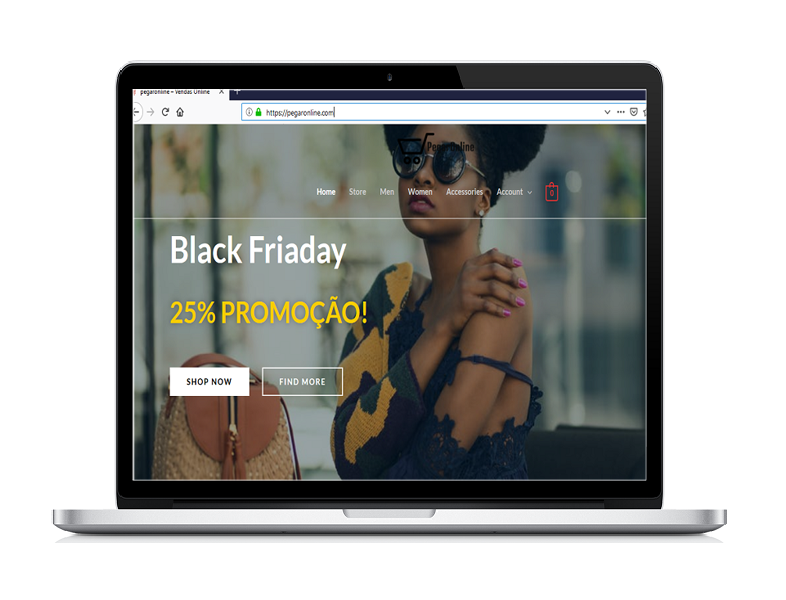 pegaronline – Vendas Online
https://pegaronline.com
PegarOnline
Home Store Men Women Accessories Account 0
Black Friaday
25% PROMOÇÃO!
SHOP NOW FIND MORE